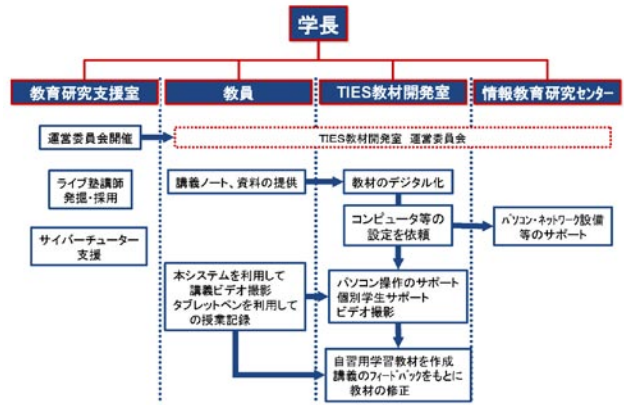 学長
教育研究支援室
教員
TIES教材開発室
情報教育研究センター
運営委員会開催
TIES教材開発室 運営委員会
ライブ塾講師
発掘・採用
講義ノート、資料の提供
教材のデジタル化
コンピュータ等の
設定を依頼
パソコン・ネットワーク設備
等のサポート
サイバーチューター
支援
本システムを利用して
講義ビデオ撮影
タブレットペンを利用して
の授業記録
パソコン操作のサポート
個別学生サポート
ビデオ撮影
自習用学習教材を作成
講義のフィードバックをもとに
教材の修正